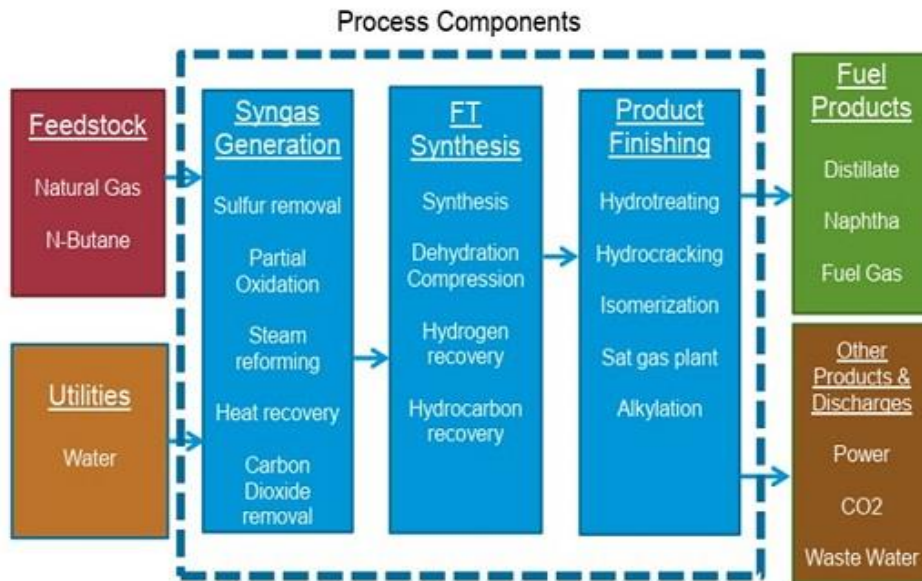 Process Components
Feedstock
Natural Gas
N-Butane
Utilities
Water
Syngas
Generation
Sulfur removal
Partial
Oxidation
Steam
reforming
Heat recovery
Carbon
Dioxide
removal
FT
Synthesis
Synthesis
Dehydration
Compression
Hydrogen
recovery
Hydrocarbon
recovery
Product
Finishing
Hydrotreating
Hydrocracking
Isomerization
Sat gas plant
Alkylation
Fuel
Products
Distillate
Naphtha
Fuel Gas
Other
Products &
Discharges
Power
CO2
Waste Water